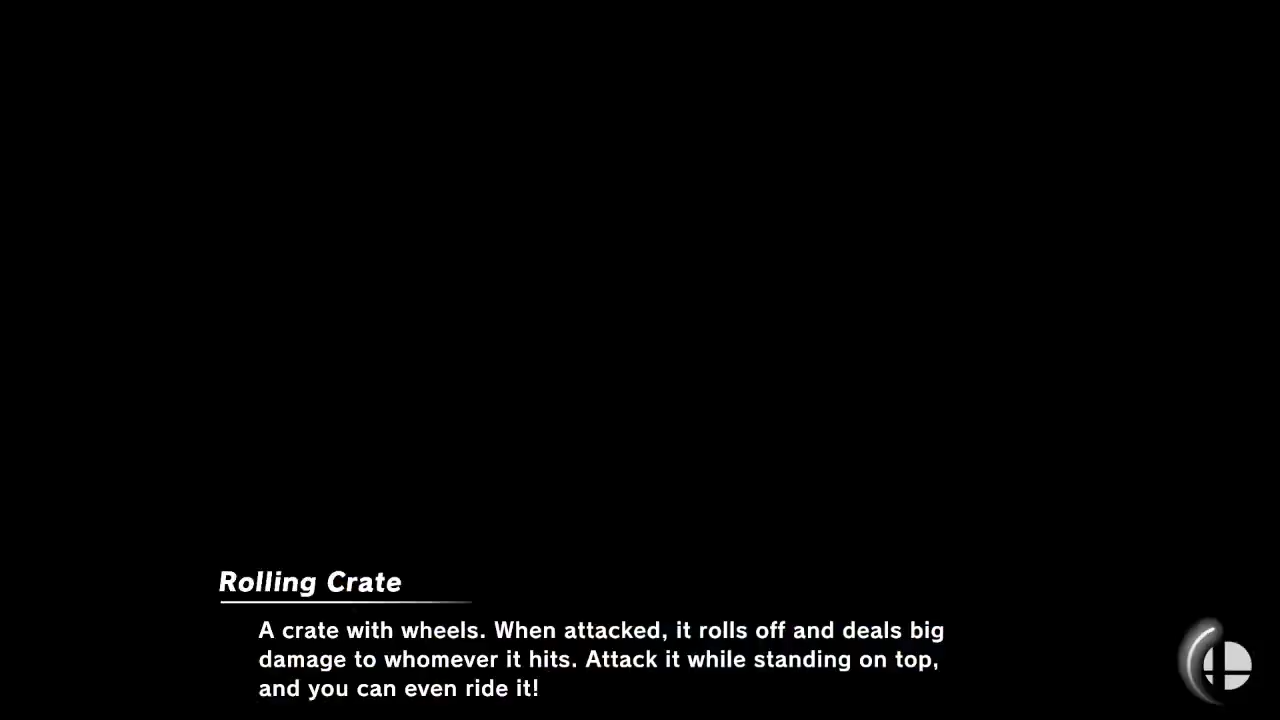 Rolling Crate
A crate with wheels. When attacked, it rolls off and deals big
damage to whomever it hits. Attack it while standing on top,
and you can even ride it!